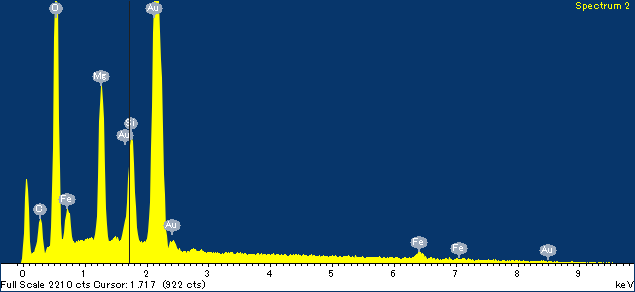 Spectrum 2
O
Au
Mg
Si
Au
Fe
C
Au
Fe
Fe
Au
0 1 2 3 4 5 6 7 8 9
Full Scale 2210 cts Cursor: 1.717 (922 cts) keV